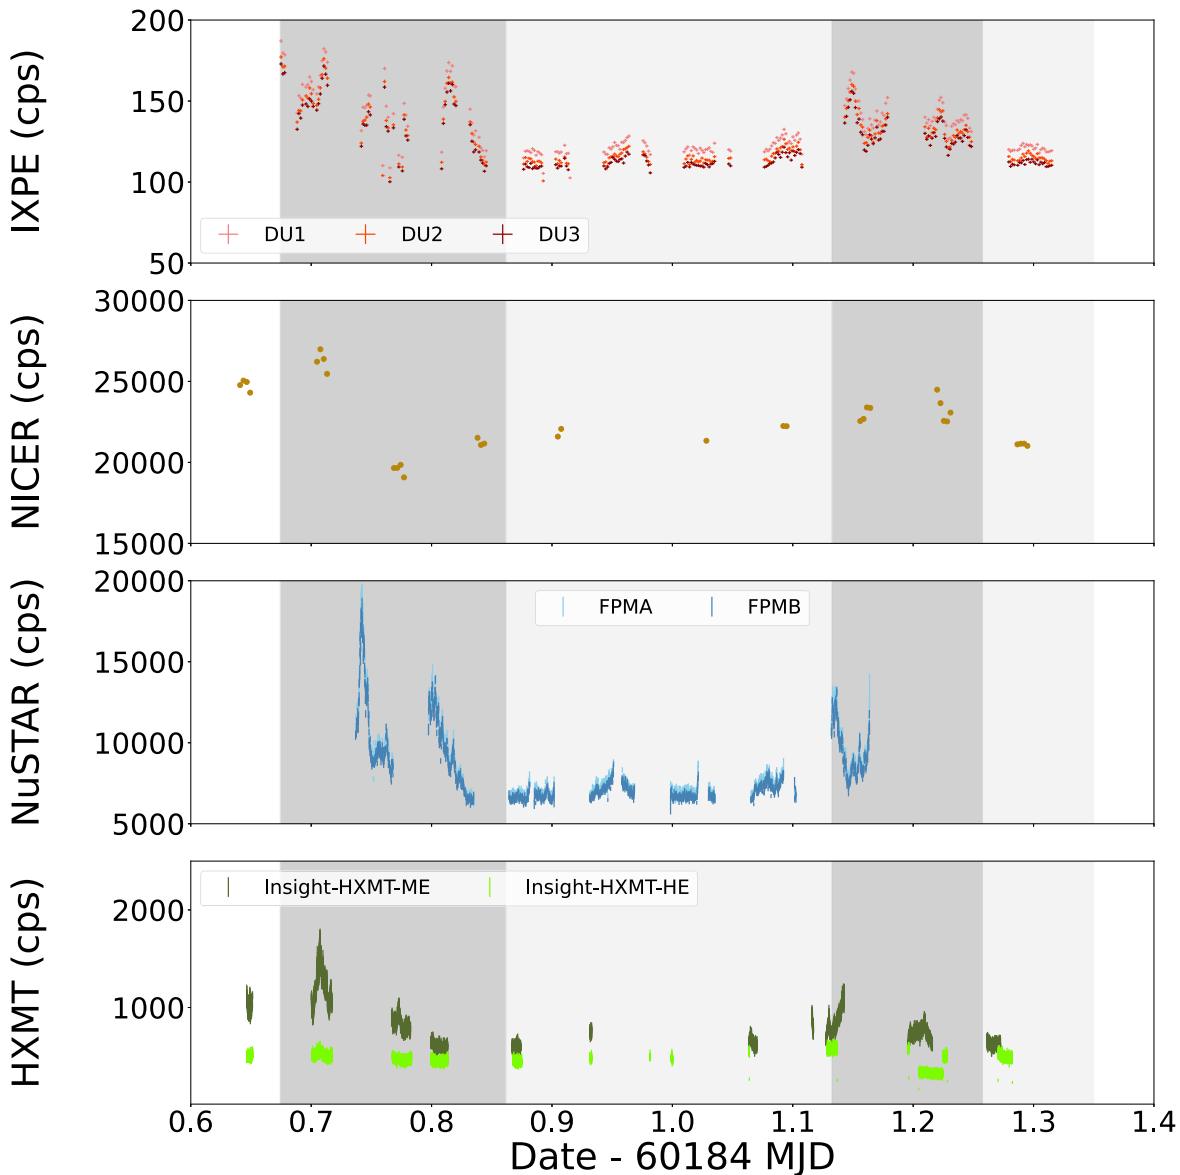 IXPE (cps)
200
150
100
50
DU1
DU2
DU3
NICER (cps)
30000
25000
20000
15000
NuSTAR (cps)
20000
15000
10000
5000
FPMA
FPMB
HXMT (cps)
2000
1000
Insight-HXMT-ME
Insight-HXMT-HE
0.6 0.7 0.8 0.9 1.0 1.1 1.2 1.3 1.4
Date - 60184 MJD